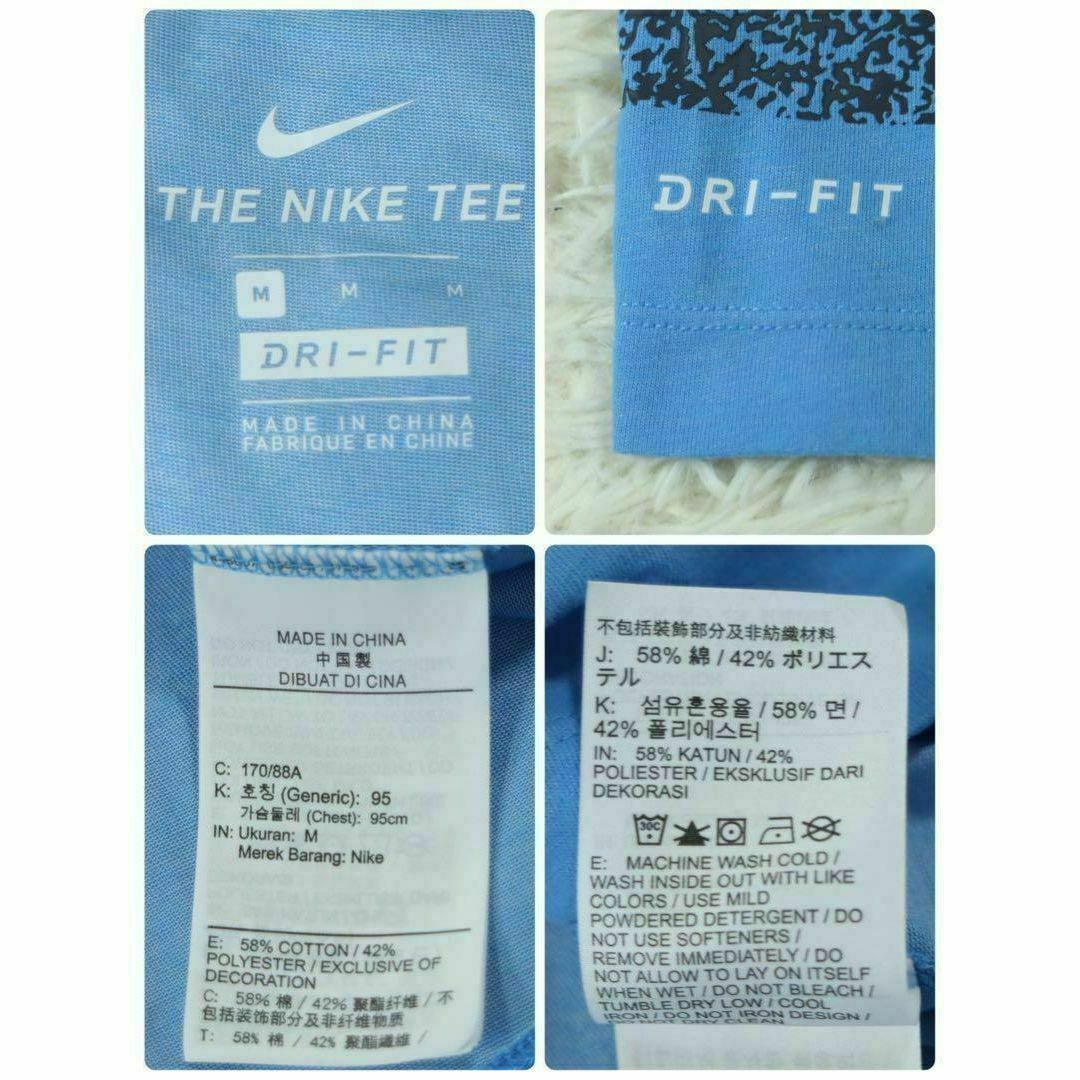 THE NIKE TEE
M M M
DRI-FIT
MADE IN CHINA
FABRIQUE EN CHINE
DRI-FIT
MADE IN CHINA
中国製
DIBUAT DI CINA
C: 170/88A
K: 호칭 (Generic): 95
가슴둘레 (Chest): 95cm
IN: Ukuran: M
Merek Barang: Nike
E: 58% COTTON / 42%
POLYESTER / EXCLUSIVE OF
DECORATION
C: 58% 棉 / 42% 聚酯纤维 / 不
包括装饰部分及非纤维物质
T: 58% 棉 / 42% 聚酯纖維 /
不包括裝飾部分及非紡織材料
J: 58% 綿 / 42% ポリエス
テル
K: 섬유혼용율 / 58% 면 /
42% 폴리에스터
IN: 58% KATUN / 42%
POLIESTER / EKSKLUSIF DARI
DEKORASI
30C
E: MACHINE WASH COLD /
WASH INSIDE OUT WITH LIKE
COLORS / USE MILD
POWDERED DETERGENT / DO
NOT USE SOFTENERS /
REMOVE IMMEDIATELY / DO
NOT ALLOW TO LAY ON ITSELF
WHEN WET / DO NOT BLEACH /
TUMBLE DRY LOW / COOL
IRON / DO NOT IRON DESIGN /
DO NOT DRY CLEAN